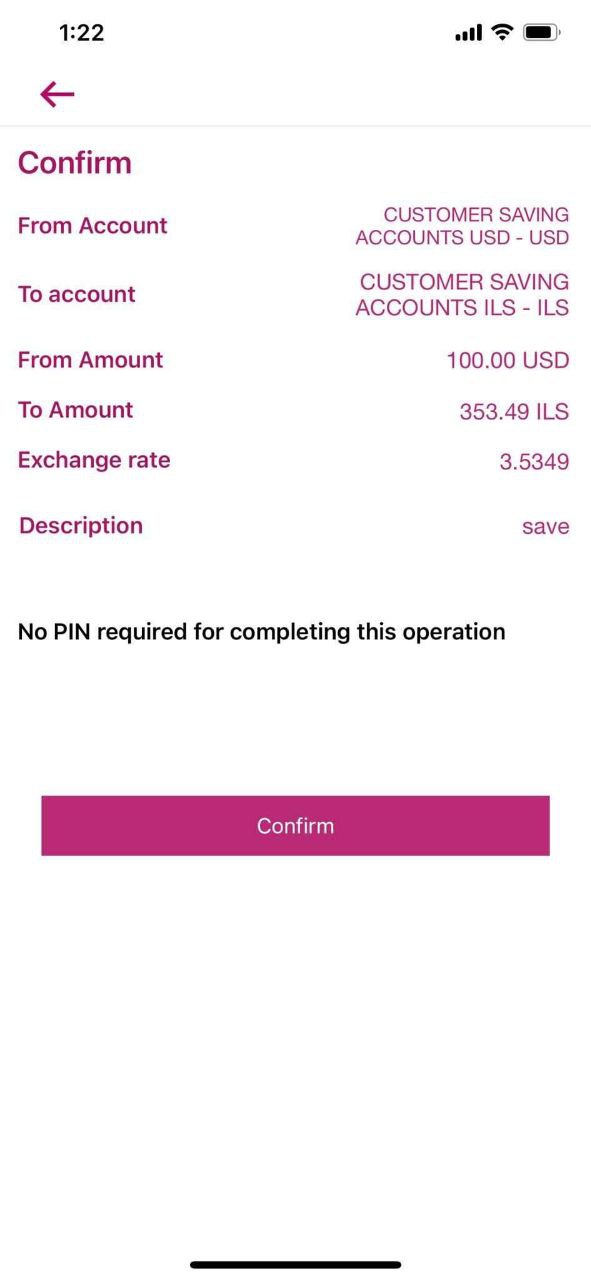 1:22
Confirm
From Account
CUSTOMER SAVING
ACCOUNTS USD - USD
To account
CUSTOMER SAVING
ACCOUNTS ILS - ILS
From Amount
100.00 USD
To Amount
353.49 ILS
Exchange rate
3.5349
Description
save
No PIN required for completing this operation
Confirm